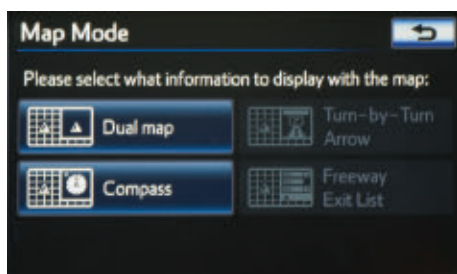 Map Mode
Please select what information to display with the map:
Dual map
Turn-by-Turn
Arrow
Compass
Freeway
Exit List